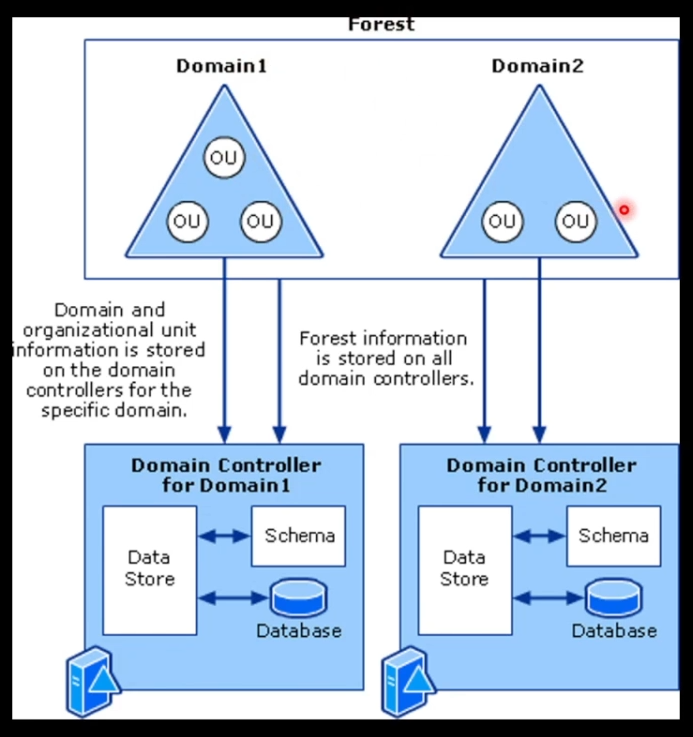 Forest
Domain1
Domain2
OU
OU
OU
OU
OU
Domain and
organizational unit
information is stored
on the domain
controllers for the
specific domain.
Forest information
is stored on all
domain controllers.
Domain Controller
for Domain1
Data
Store
Schema
Database
Domain Controller
for Domain2
Data
Store
Schema
Database